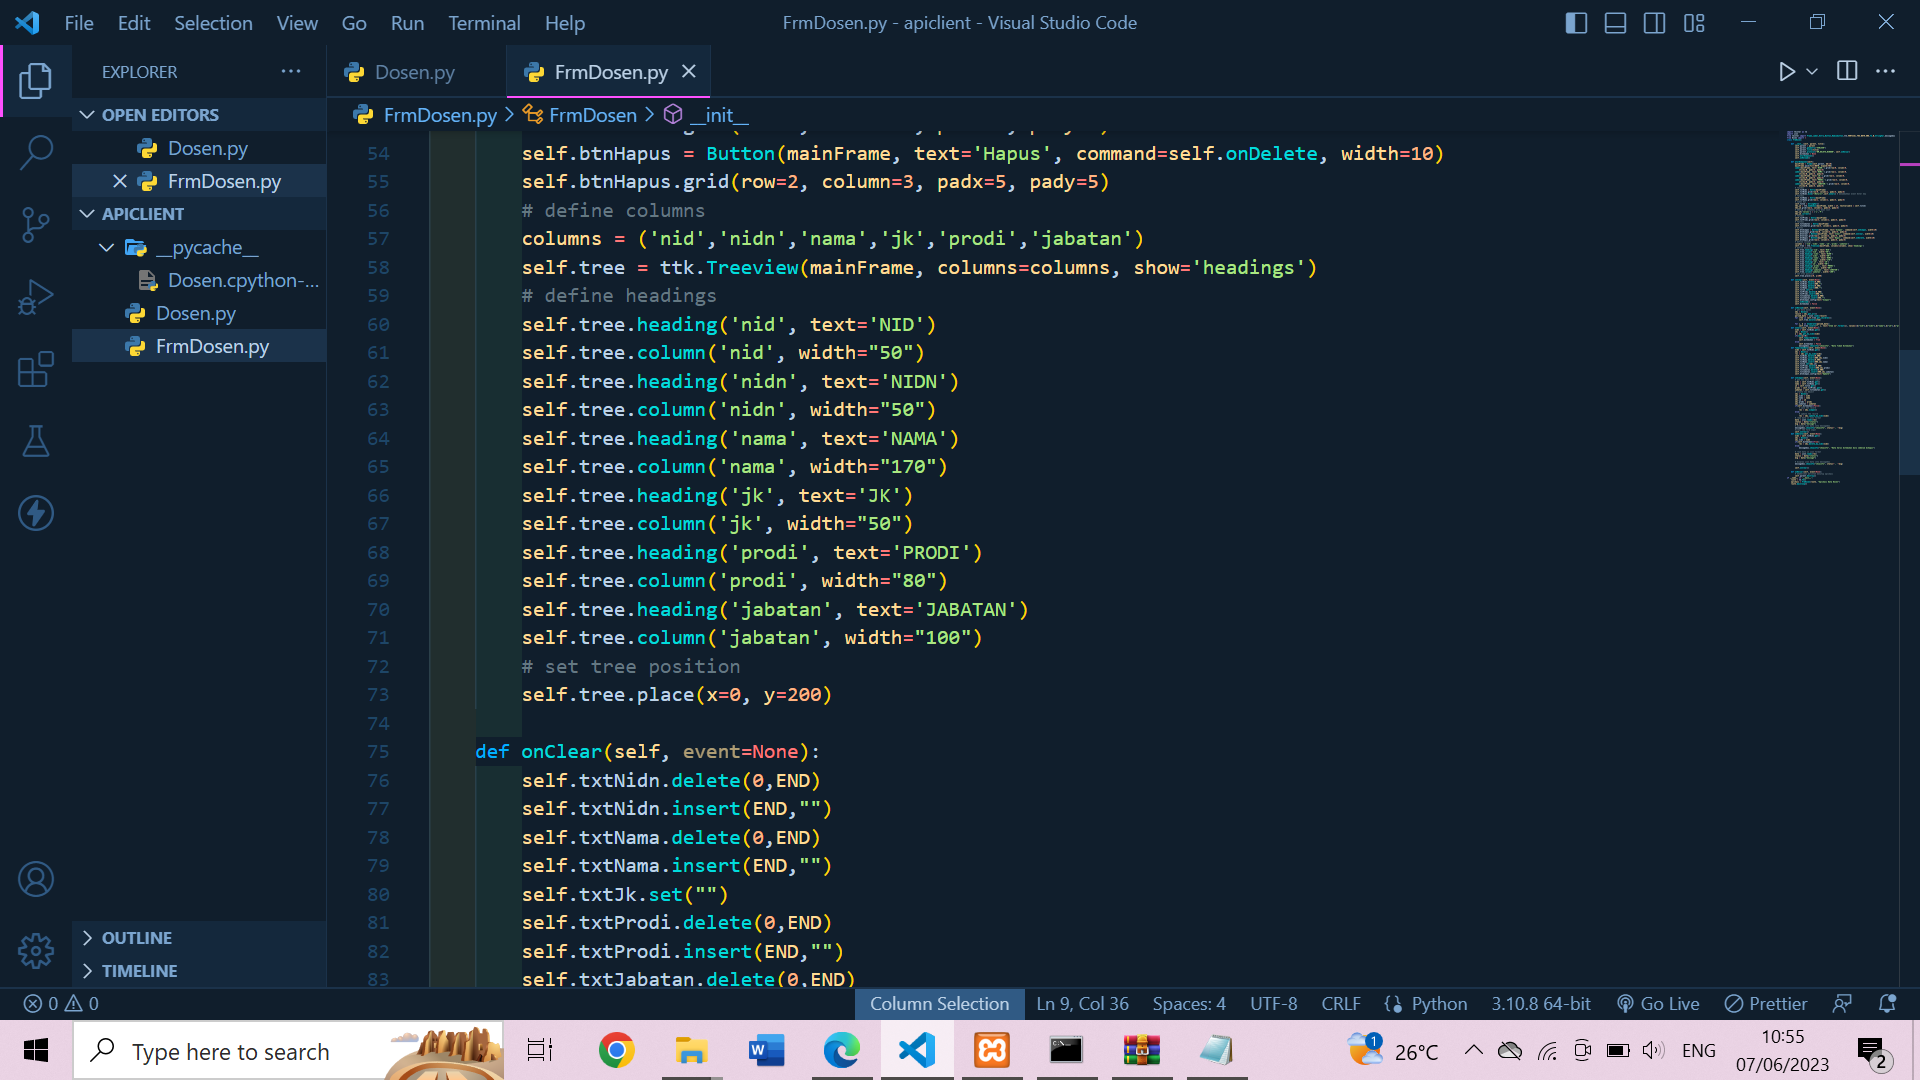 File Edit Selection View Go Run Terminal Help FrmDosen.py - apiclient - Visual Studio Code
EXPLORER Dosen.py FrmDosen.py
OPEN EDITORS
Dosen.py
FrmDosen.py
APICLIENT
__pycache__
Dosen.cpython-...
Dosen.py
FrmDosen.py
OUTLINE
TIMELINE
FrmDosen.py > FrmDosen > __init__
54 self.btnHapus = Button(mainFrame, text='Hapus', command=self.onDelete, width=10)
55 self.btnHapus.grid(row=2, column=3, padx=5, pady=5)
56 # define columns
57 columns = ('nid','nidn','nama','jk','prodi','jabatan')
58 self.tree = ttk.Treeview(mainFrame, columns=columns, show='headings')
59 # define headings
60 self.tree.heading('nid', text='NID')
61 self.tree.column('nid', width="50")
62 self.tree.heading('nidn', text='NIDN')
63 self.tree.column('nidn', width="50")
64 self.tree.heading('nama', text='NAMA')
65 self.tree.column('nama', width="170")
66 self.tree.heading('jk', text='JK')
67 self.tree.column('jk', width="50")
68 self.tree.heading('prodi', text='PRODI')
69 self.tree.column('prodi', width="80")
70 self.tree.heading('jabatan', text='JABATAN')
71 self.tree.column('jabatan', width="100")
72 # set tree position
73 self.tree.place(x=0, y=200)
74
75 def onClear(self, event=None):
76 self.txtNidn.delete(0,END)
77 self.txtNidn.insert(END,"")
78 self.txtNama.delete(0,END)
79 self.txtNama.insert(END,"")
80 self.txtJk.set("")
81 self.txtProdi.delete(0,END)
82 self.txtProdi.insert(END,"")
83 self.txtJabatan.delete(0,END)
0 0 Column Selection Ln 9, Col 36 Spaces: 4 UTF-8 CRLF Python 3.10.8 64-bit Go Live Prettier
Type here to search 1 26°C ENG 10:55
07/06/2023 2